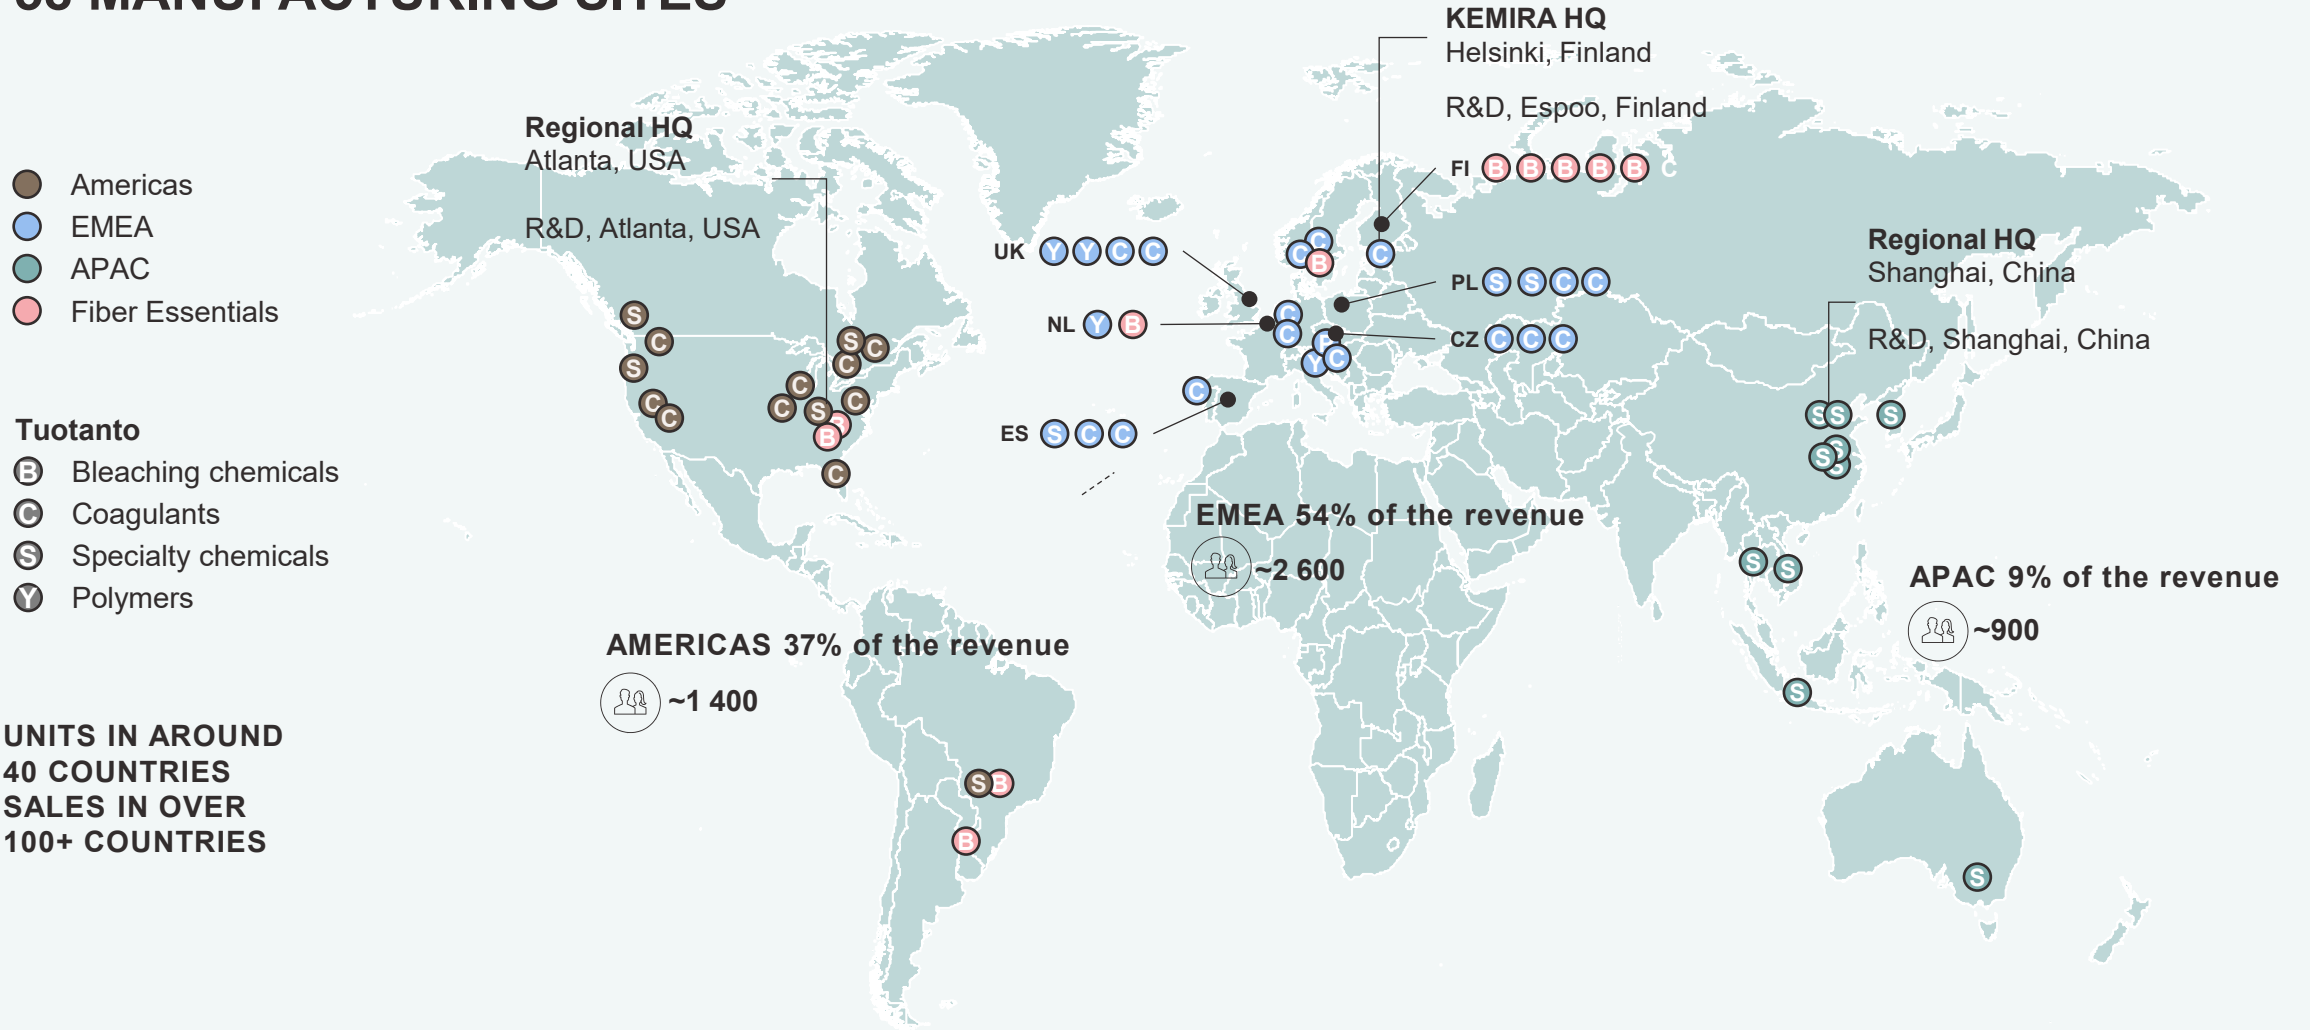 MANUFACTURING SITES
KEMIRA HQ
Helsinki, Finland
R&D, Espoo, Finland
Regional HQ
Atlanta, USA
R&D, Atlanta, USA
Americas
EMEA
APAC
Fiber Essentials
FI B B B B B C
UK Y Y C C
PL S S C C
NL Y B
CZ C C C
ES S C C
Regional HQ
Shanghai, China
R&D, Shanghai, China
Tuotanto
B Bleaching chemicals
C Coagulants
S Specialty chemicals
Y Polymers
S
C
S
C
C
S
C
C
C
C
S
C
B
C
C
C
B
C
C
C
Y
C
C
S
S
S
S
S
S
S
S
S
S
B
B
S
EMEA 54% of the revenue
~2 600
APAC 9% of the revenue
~900
AMERICAS 37% of the revenue
~1 400
UNITS IN AROUND
40 COUNTRIES
SALES IN OVER
100+ COUNTRIES